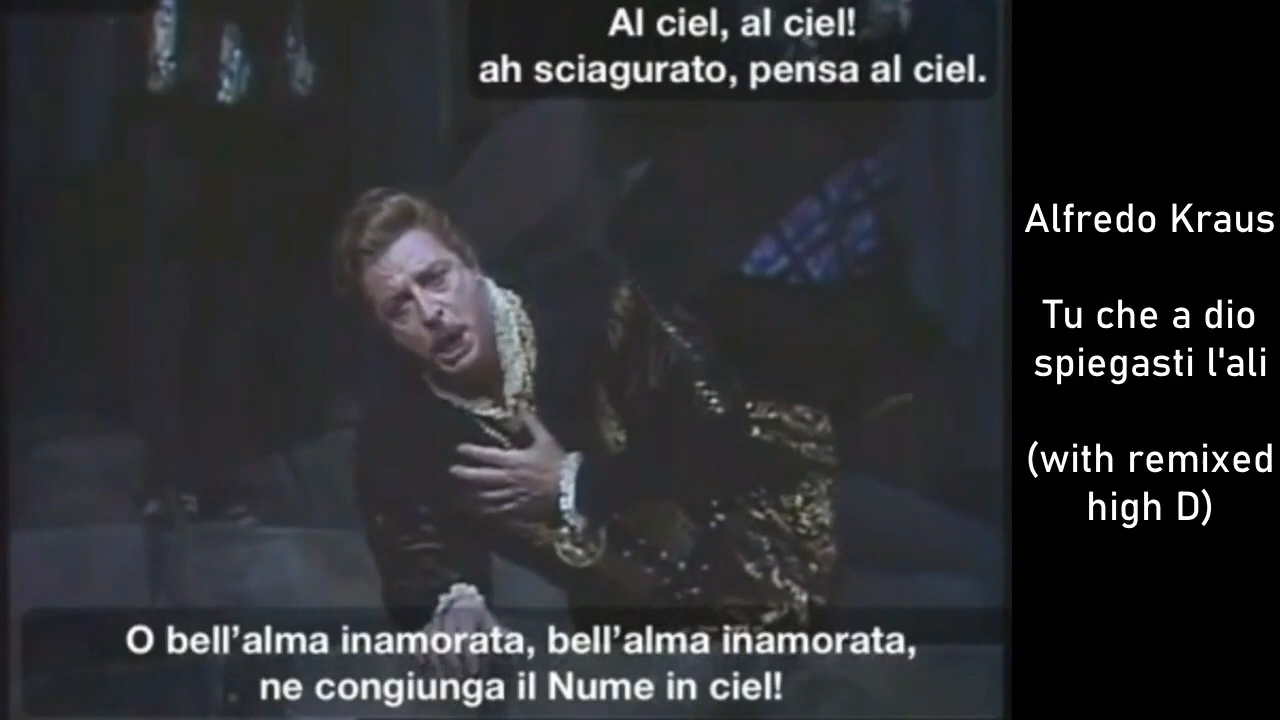 Al ciel, al ciel!
ah sciagurato, pensa al ciel.
Alfredo Kraus
Tu che a dio
spiegasti l'ali
(with remixed
high D)
O bell’alma inamorata, bell’alma inamorata,
ne congiunga il Nume in ciel!